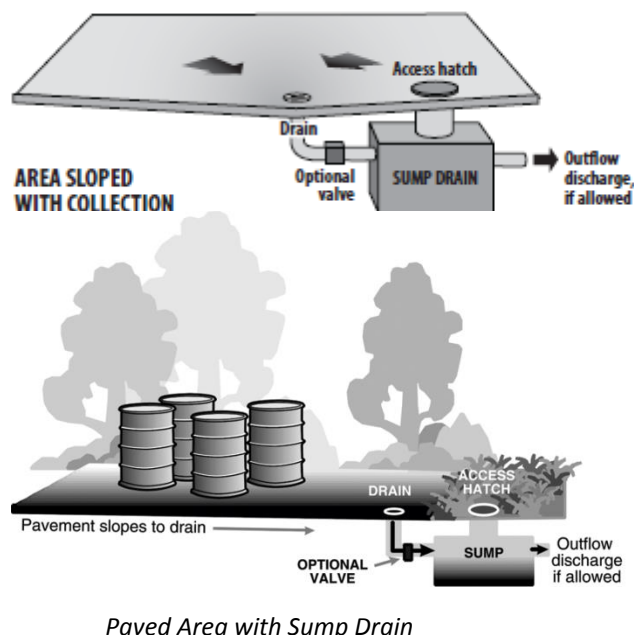 Access hatch
Drain
AREA SLOPED
WITH COLLECTION
Optional
valve
SUMP DRAIN
Outflow
discharge,
if allowed
DRAIN
ACCESS
HATCH
Pavement slopes to drain
OPTIONAL
VALVE
SUMP
Outflow
discharge
if allowed
Paved Area with Sump Drain